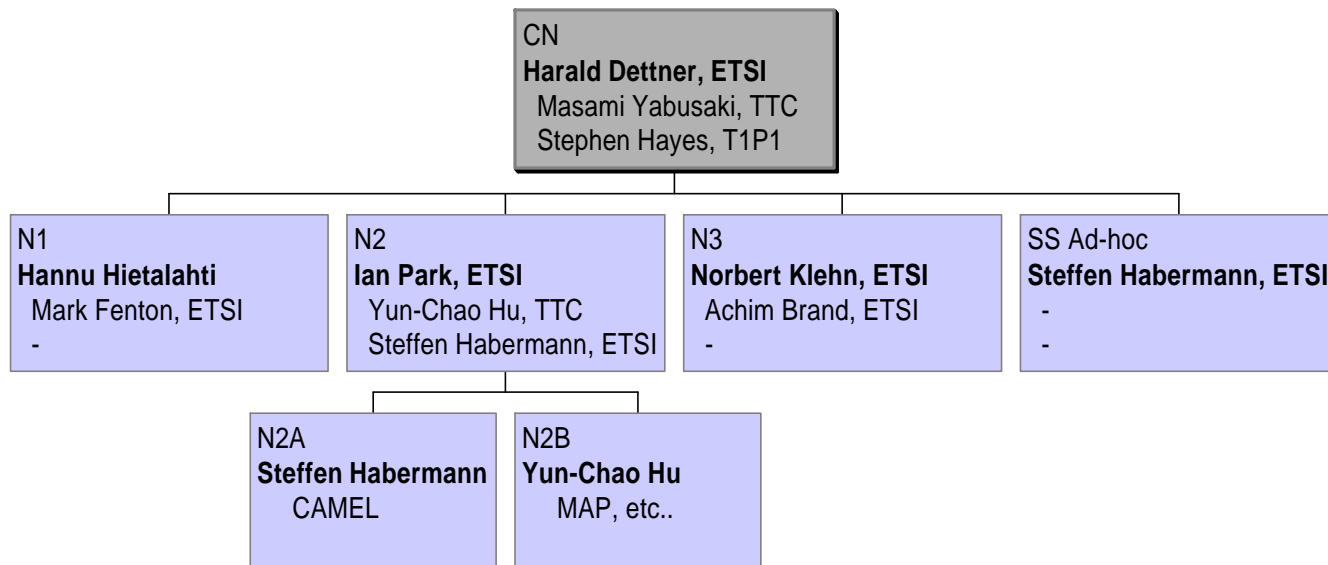 CN
Harald Dettner, ETSI
Masami Yabusaki, TTC
Stephen Hayes, T1P1
N1
Hannu Hietalahti
Mark Fenton, ETSI
-
N2
Ian Park, ETSI
Yun-Chao Hu, TTC
Steffen Habermann, ETSI
N3
Norbert Klehn, ETSI
Achim Brand, ETSI
-
SS Ad-hoc
Steffen Habermann, ETSI
-
-
N2A
Steffen Habermann
CAMEL
N2B
Yun-Chao Hu
MAP, etc..